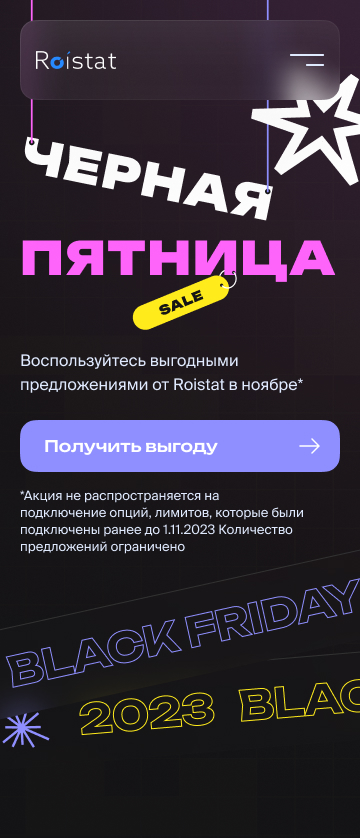 Roistat
ЧЕРНАЯ
ПЯТНИЦА
SALE
Воспользуйтесь выгодными
предложениями от Roistat в ноябре*
Получить выгоду
*Акция не распространяется на
подключение опций, лимитов, которые были
подключены ранее до 1.11.2023 Количество
предложений ограничено
BLACK FRIDAY
2023 BLAC